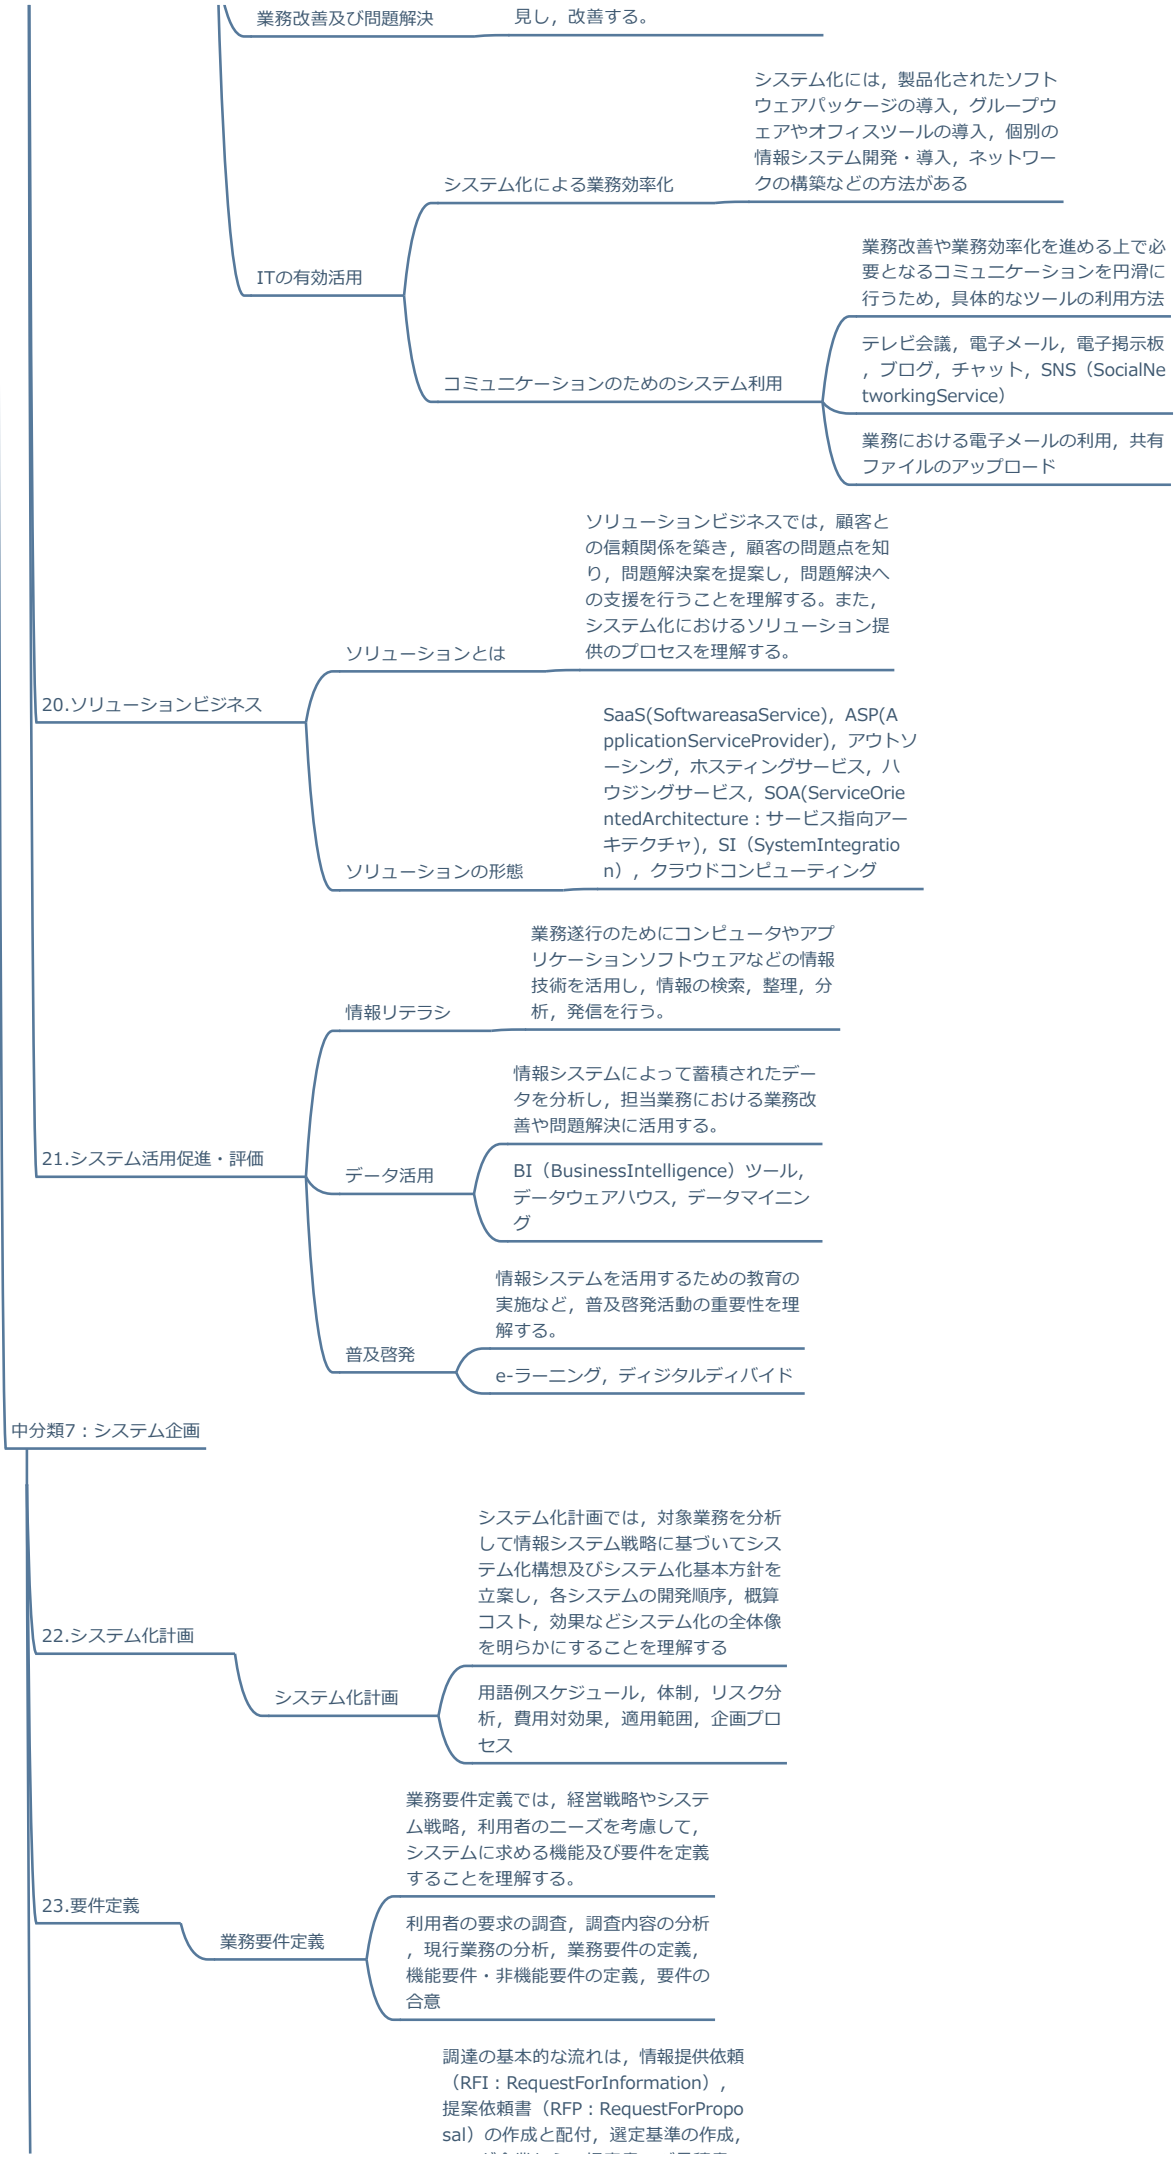 業務改善及び問題解決
見し，改善する。
システム化には，製品化されたソフト
ウェアパッケージの導入，グループウ
ェアやオフィスツールの導入，個別の
情報システム開発・導入，ネットワー
クの構築などの方法がある
システム化による業務効率化
ITの有効活用
業務改善や業務効率化を進める上で必
要となるコミュニケーションを円滑に
行うため，具体的なツールの利用方法
テレビ会議，電子メール，電子掲示板
，ブログ，チャット，SNS（SocialNe
tworkingService）
コミュニケーションのためのシステム利用
業務における電子メールの利用，共有
ファイルのアップロード
ソリューションビジネスでは，顧客と
の信頼関係を築き，顧客の問題点を知
り，問題解決案を提案し，問題解決へ
の支援を行うことを理解する。また，
システム化におけるソリューション提
供のプロセスを理解する。
ソリューションとは
20.ソリューションビジネス
SaaS(SoftwareasaService)，ASP(A
pplicationServiceProvider)，アウトソ
ーシング，ホスティングサービス，ハ
ウジングサービス，SOA(ServiceOrie
ntedArchitecture：サービス指向アー
キテクチャ)，SI（SystemIntegratio
n），クラウドコンピューティング
ソリューションの形態
業務遂行のためにコンピュータやアプ
リケーションソフトウェアなどの情報
技術を活用し，情報の検索，整理，分
析，発信を行う。
情報リテラシ
情報システムによって蓄積されたデー
タを分析し，担当業務における業務改
善や問題解決に活用する。
21.システム活用促進・評価
データ活用
BI（BusinessIntelligence）ツール，
データウェアハウス，データマイニン
グ
情報システムを活用するための教育の
実施など，普及啓発活動の重要性を理
解する。
普及啓発
e-ラーニング，ディジタルディバイド
中分類7：システム企画
システム化計画では，対象業務を分析
して情報システム戦略に基づいてシス
テム化構想及びシステム化基本方針を
立案し，各システムの開発順序，概算
コスト，効果などシステム化の全体像
を明らかにすることを理解する
22.システム化計画
システム化計画
用語例スケジュール，体制，リスク分
析，費用対効果，適用範囲，企画プロ
セス
業務要件定義では，経営戦略やシステ
ム戦略，利用者のニーズを考慮して，
システムに求める機能及び要件を定義
することを理解する。
23.要件定義
業務要件定義
利用者の要求の調査，調査内容の分析
，現行業務の分析，業務要件の定義，
機能要件・非機能要件の定義，要件の
合意
調達の基本的な流れは，情報提供依頼
（RFI：RequestForInformation），
提案依頼書（RFP：RequestForPropo
sal）の作成と配付，選定基準の作成，